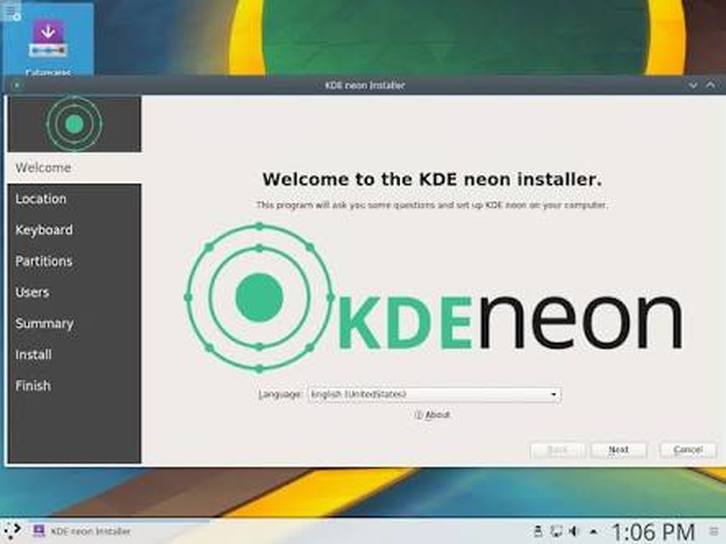 Calamares
KDE neon Installer
Welcome
Location
Keyboard
Partitions
Users
Summary
Install
Finish
Welcome to the KDE neon installer.
This program will ask you some questions and set up KDE neon on your computer.
KDEneon
Language: English (UnitedStates)
About
Back Next Cancel
KDE neon Installer
1:06 PM